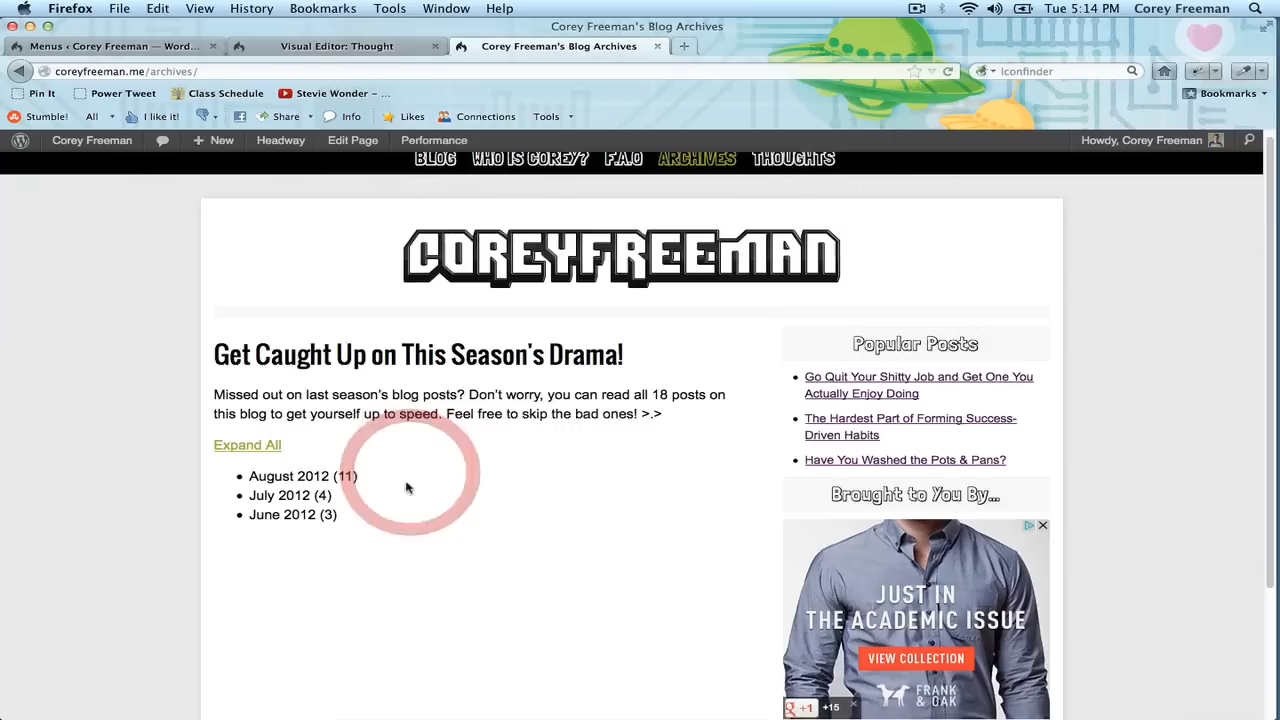 Firefox File Edit View History Bookmarks Tools Window Help Tue 5:14 PM Corey Freeman
Corey Freeman's Blog Archives
Menus ‹ Corey Freeman — Word... Visual Editor: Thought Corey Freeman's Blog Archives
coreyfreeman.me/archives/ Iconfinder
Pin It Power Tweet Class Schedule Stevie Wonder – ... Bookmarks
Stumble! All I like it! Share Info Likes Connections Tools
Corey Freeman + New Headway Edit Page Performance Howdy, Corey Freeman
BLOG WHO IS COREY? F.A.Q ARCHIVES THOUGHTS
COREYFREEMAN
Get Caught Up on This Season's Drama!
Missed out on last season's blog posts? Don't worry, you can read all 18 posts
on this blog to get yourself up to speed. Feel free to skip the bad ones! >.>
Expand All
August 2012 (11)
July 2012 (4)
June 2012 (3)
Popular Posts
Go Quit Your Shitty Job and Get One You
Actually Enjoy Doing
The Hardest Part of Forming Success-
Driven Habits
Have You Washed the Pots & Pans?
Brought to You By...
JUST IN
THE ACADEMIC ISSUE
VIEW COLLECTION
FRANK
& OAK
g +1 +15